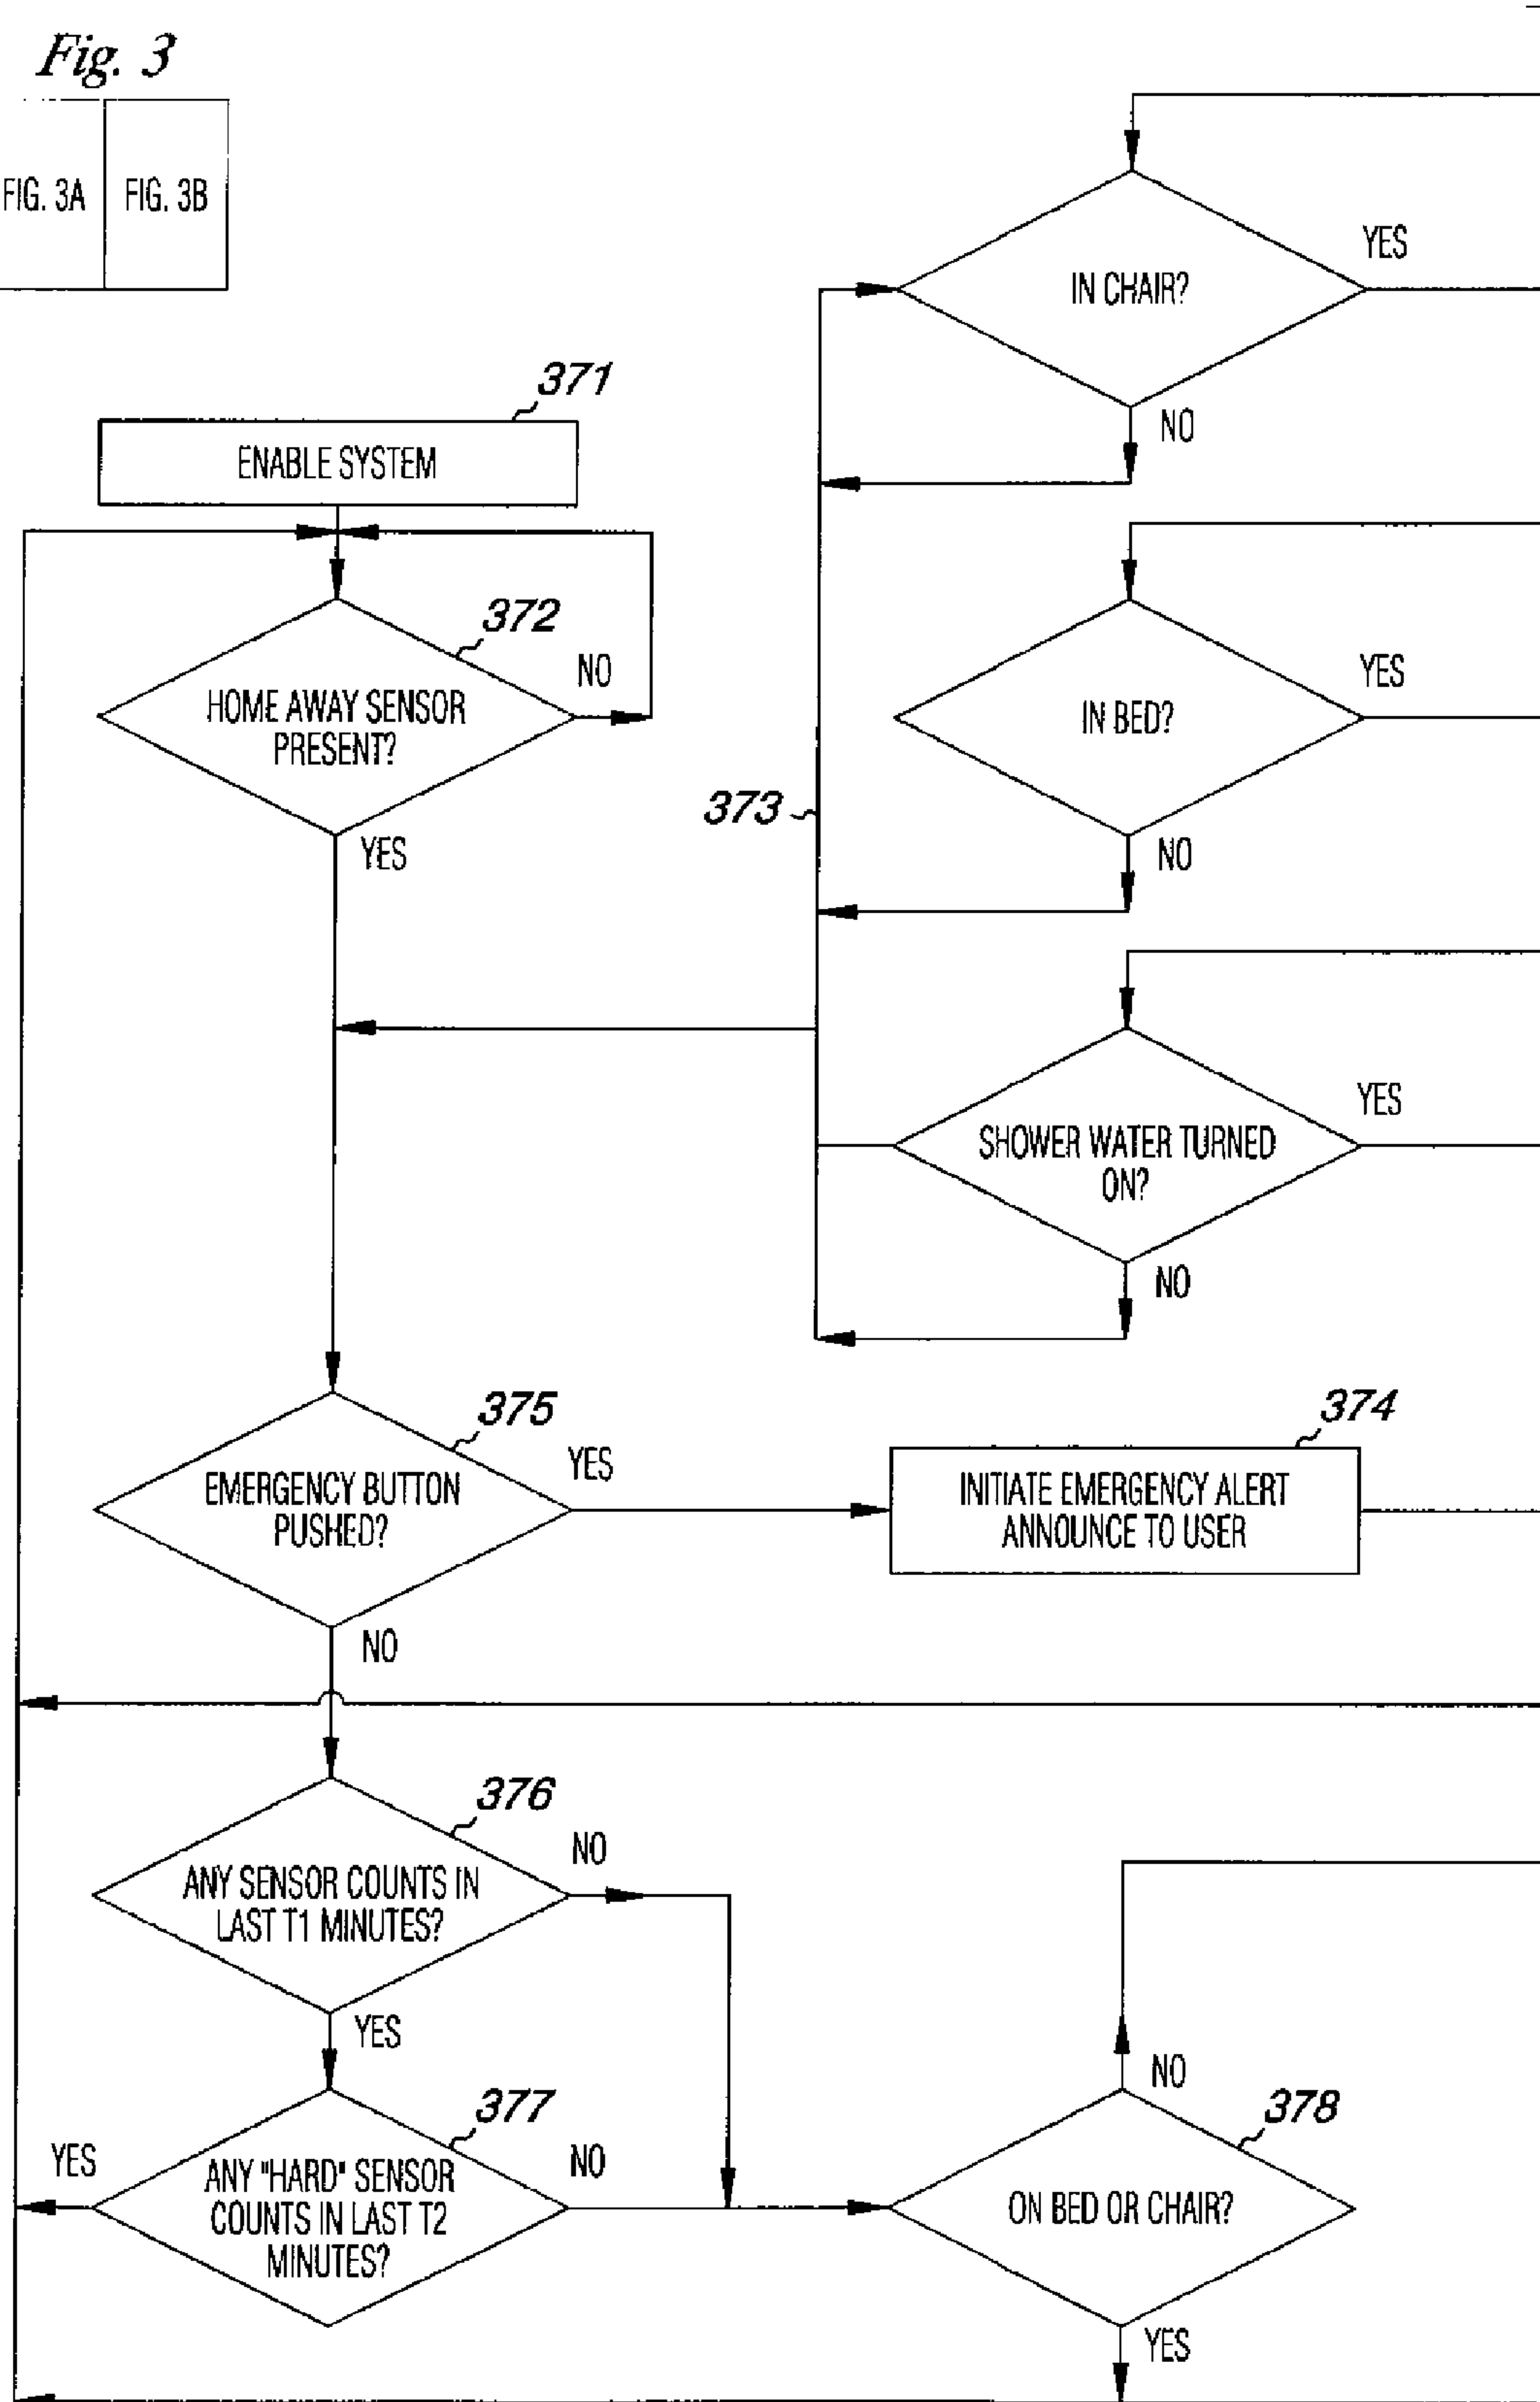 Fig. 3
FIG. 3A
FIG. 3B
IN CHAIR?
YES
NO
371
ENABLE SYSTEM
372
HOME AWAY SENSOR
PRESENT?
NO
YES
IN BED?
YES
NO
373
SHOWER WATER TURNED
ON?
YES
NO
375
EMERGENCY BUTTON
PUSHED?
YES
NO
374
INITIATE EMERGENCY ALERT
ANNOUNCE TO USER
376
ANY SENSOR COUNTS IN
LAST T1 MINUTES?
NO
YES
377
ANY "HARD" SENSOR
COUNTS IN LAST T2
MINUTES?
YES
NO
378
ON BED OR CHAIR?
NO
YES